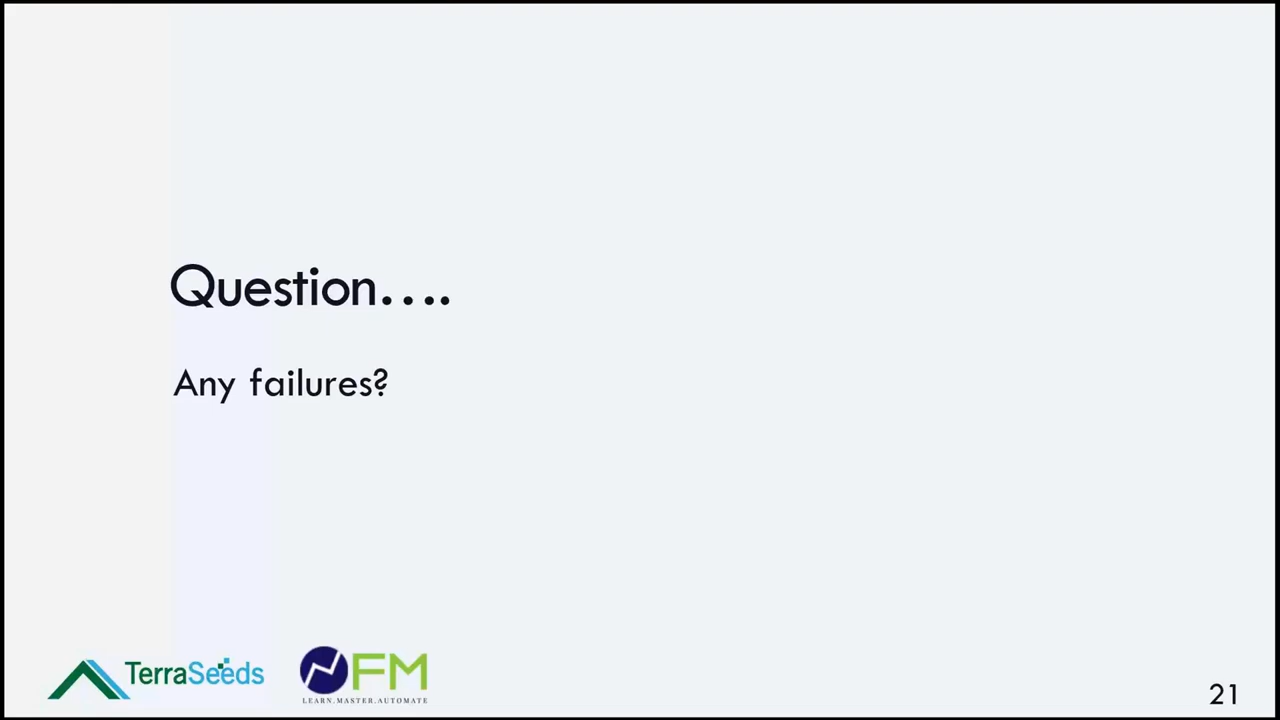 Question....
Any failures?
TerraSeeds
FM
LEARN.MASTER.AUTOMATE
21